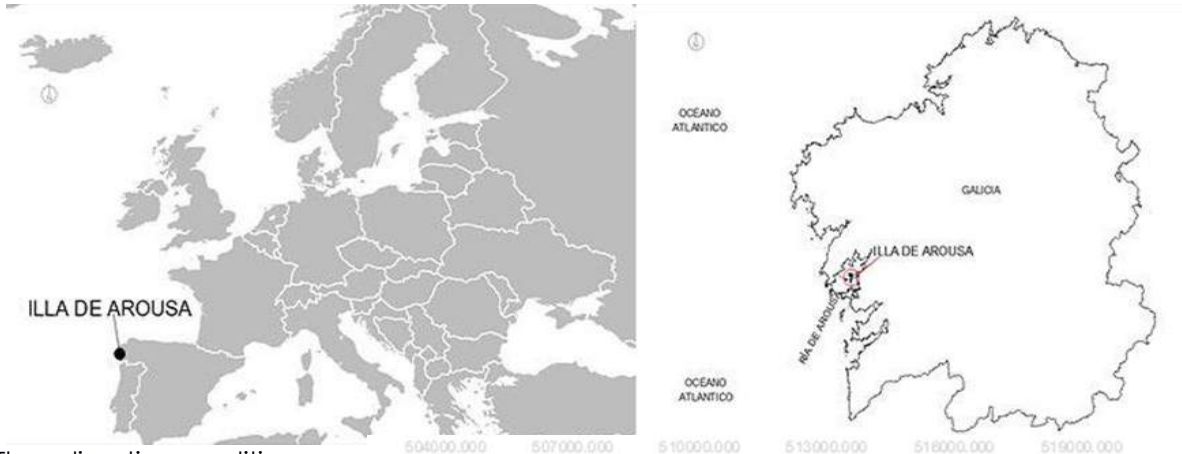 ILLA DE AROUSA
OCEANO
ATLANTICO
GALICIA
ILLA DE AROUSA
RÍA DE AROUSA
OCEANO
ATLANTICO
504000.000 507000.000 510000.000 513000.000 516000.000 519000.000